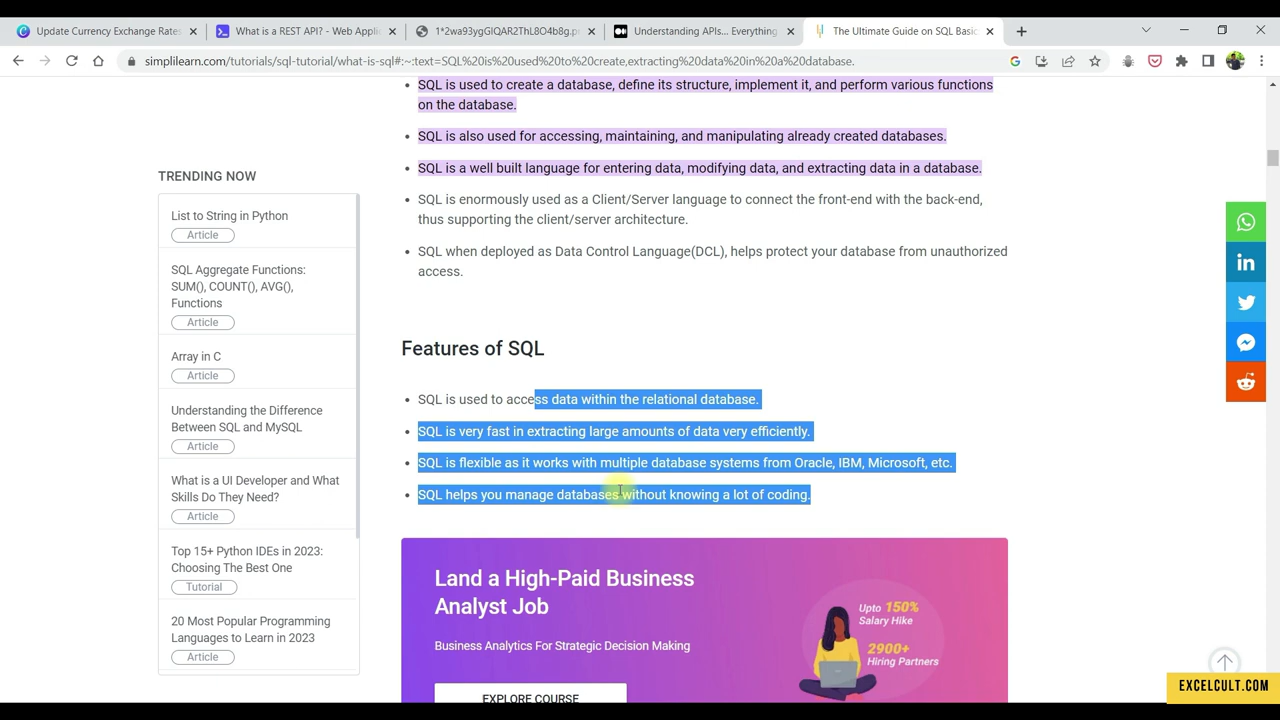 Update Currency Exchange Rates
What is a REST API? - Web Appli
1*2wa93ygGIQAR2ThL8O4b8g.pn
Understanding APIs... Everything
The Ultimate Guide on SQL Basic
simplilearn.com/tutorials/sql-tutorial/what-is-sql#:~:text=SQL%20is%20used%20to%20create,extracting%20data%20in%20a%20database.
SQL is used to create a database, define its structure, implement it, and perform various functions
on the database.
SQL is also used for accessing, maintaining, and manipulating already created databases.
SQL is a well built language for entering data, modifying data, and extracting data in a database.
SQL is enormously used as a Client/Server language to connect the front-end with the back-end,
thus supporting the client/server architecture.
SQL when deployed as Data Control Language(DCL), helps protect your database from unauthorized
access.
TRENDING NOW
List to String in Python
Article
SQL Aggregate Functions:
SUM(), COUNT(), AVG(),
Functions
Article
Array in C
Article
Understanding the Difference
Between SQL and MySQL
Article
What is a UI Developer and What
Skills Do They Need?
Article
Top 15+ Python IDEs in 2023:
Choosing The Best One
Tutorial
20 Most Popular Programming
Languages to Learn in 2023
Article
Features of SQL
SQL is used to access data within the relational database.
SQL is very fast in extracting large amounts of data very efficiently.
SQL is flexible as it works with multiple database systems from Oracle, IBM, Microsoft, etc.
SQL helps you manage databases without knowing a lot of coding.
Land a High-Paid Business
Analyst Job
Business Analytics For Strategic Decision Making
EXPLORE COURSE
Upto 150%
Salary Hike
2900+
Hiring Partners
EXCELCULT.COM